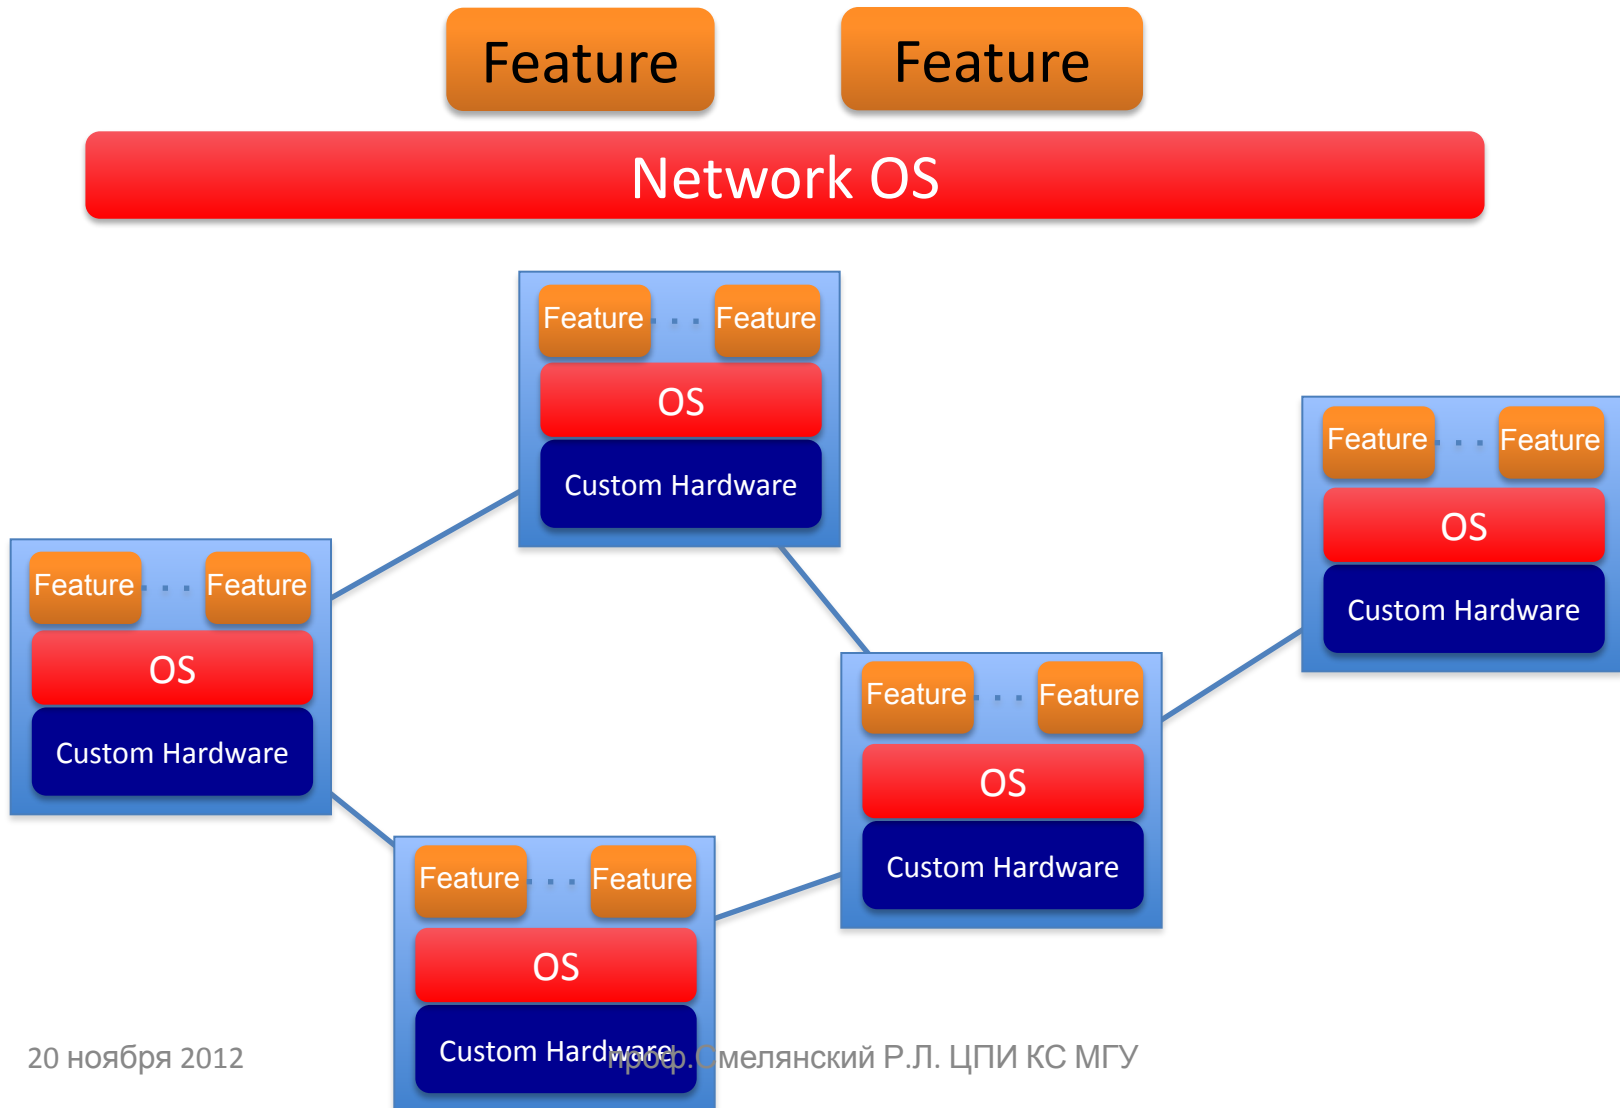 Feature Feature
Network OS
Feature . . . Feature
OS
Custom Hardware
Feature . . . Feature
OS
Custom Hardware
Feature . . . Feature
OS
Custom Hardware
Feature . . . Feature
OS
Custom Hardware
Feature . . . Feature
OS
Custom Hardware
20 ноября 2012
проф.Смелянский Р.Л. ЦПИ КС МГУ